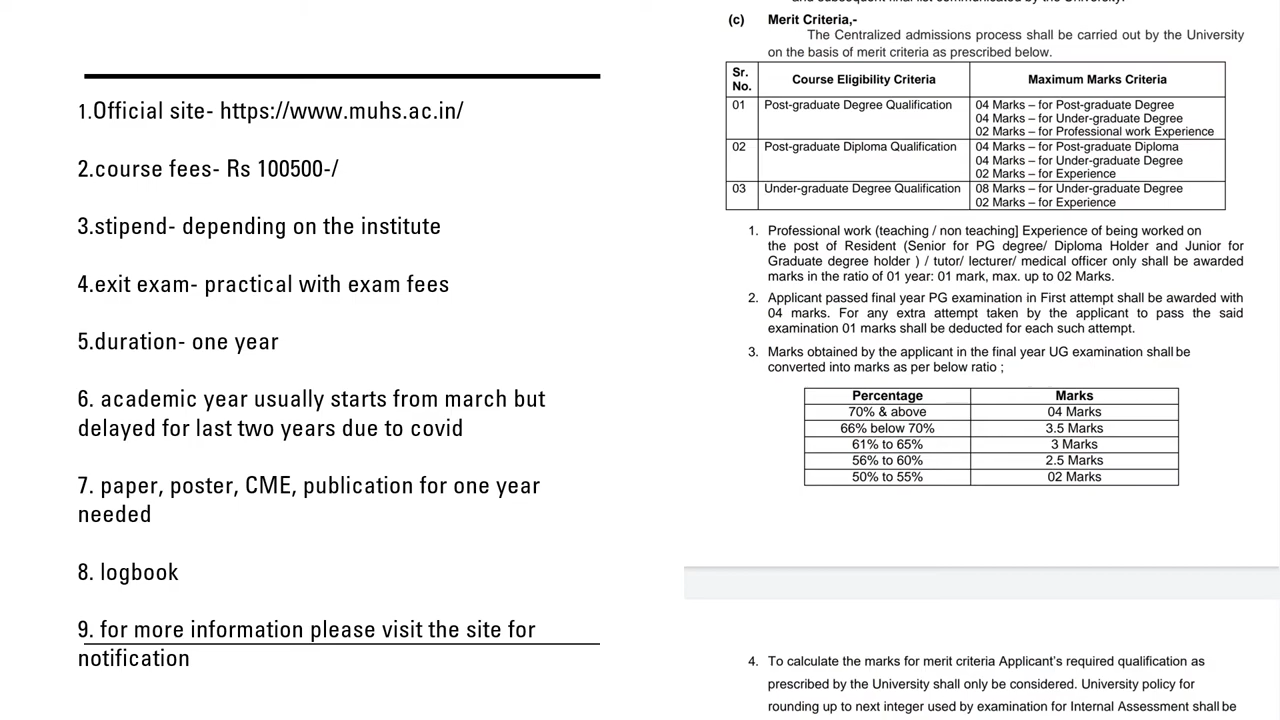 1.Official site- https://www.muhs.ac.in/
2.course fees- Rs 100500-/
3.stipend- depending on the institute
4.exit exam- practical with exam fees
5.duration- one year
6. academic year usually starts from march but
delayed for last two years due to covid
7. paper, poster, CME, publication for one year
needed
8. logbook
9. for more information please visit the site for
notification
and subsequent final list communicated by the University.
(c) Merit Criteria,-
The Centralized admissions process shall be carried out by the University
on the basis of merit criteria as prescribed below.
Sr. No. Course Eligibility Criteria Maximum Marks Criteria
01 Post-graduate Degree Qualification 04 Marks – for Post-graduate Degree
04 Marks – for Under-graduate Degree
02 Marks – for Professional work Experience
02 Post-graduate Diploma Qualification 04 Marks – for Post-graduate Diploma
04 Marks – for Under-graduate Degree
02 Marks – for Experience
03 Under-graduate Degree Qualification 08 Marks – for Under-graduate Degree
02 Marks – for Experience
1. Professional work (teaching / non teaching] Experience of being worked on
the post of Resident (Senior for PG degree/ Diploma Holder and Junior for
Graduate degree holder ) / tutor/ lecturer/ medical officer only shall be awarded
marks in the ratio of 01 year: 01 mark, max. up to 02 Marks.
2. Applicant passed final year PG examination in First attempt shall be awarded with
04 marks. For any extra attempt taken by the applicant to pass the said
examination 01 marks shall be deducted for each such attempt.
3. Marks obtained by the applicant in the final year UG examination shall be
converted into marks as per below ratio ;
Percentage Marks
70% & above 04 Marks
66% below 70% 3.5 Marks
61% to 65% 3 Marks
56% to 60% 2.5 Marks
50% to 55% 02 Marks
4. To calculate the marks for merit criteria Applicant's required qualification as
prescribed by the University shall only be considered. University policy for
rounding up to next integer used by examination for Internal Assessment shall be